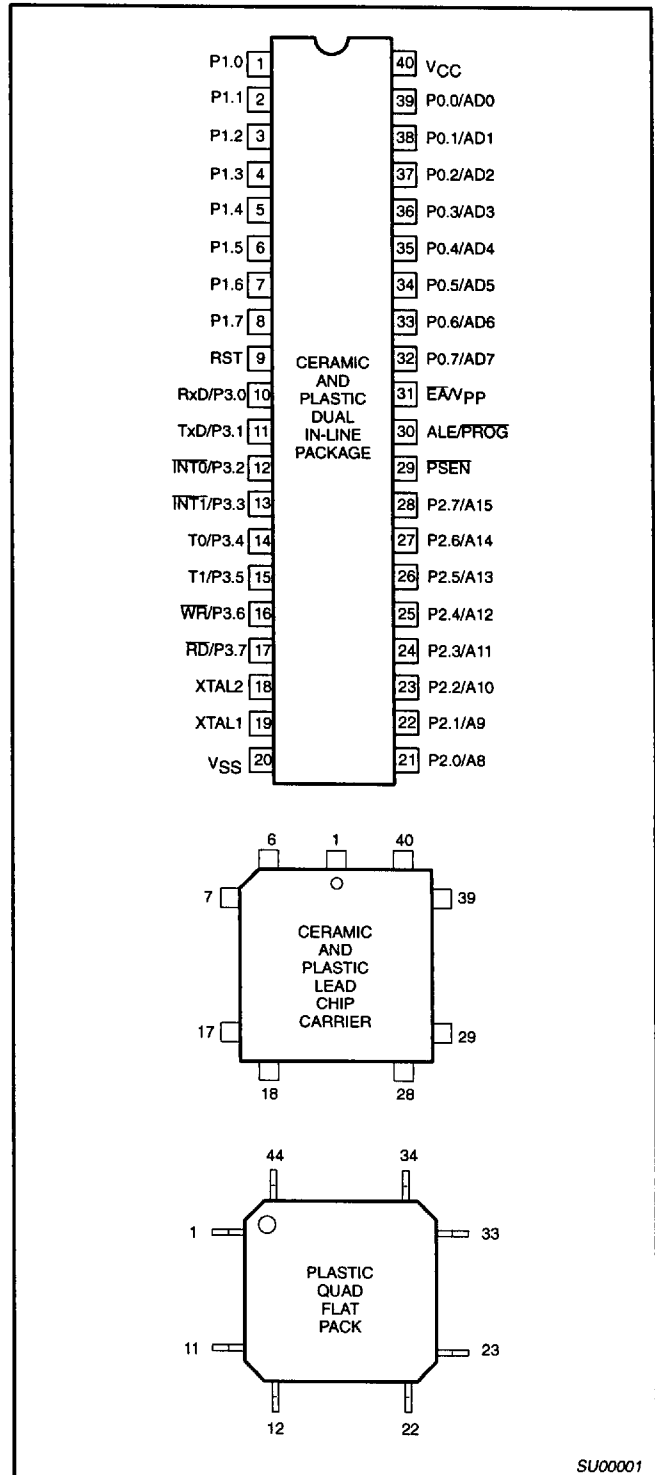 P1.0 1 40 VCC
P1.1 2 39 P0.0/AD0
P1.2 3 38 P0.1/AD1
P1.3 4 37 P0.2/AD2
P1.4 5 36 P0.3/AD3
P1.5 6 35 P0.4/AD4
P1.6 7 34 P0.5/AD5
P1.7 8 33 P0.6/AD6
RST 9 32 P0.7/AD7
RxD/P3.0 10 31 E̅A̅/VPP
TxD/P3.1 11 30 ALE/P̅R̅O̅G̅
I̅N̅T̅0̅/P3.2 12 29 P̅S̅E̅N̅
I̅N̅T̅1̅/P3.3 13 28 P2.7/A15
T0/P3.4 14 27 P2.6/A14
T1/P3.5 15 26 P2.5/A13
W̅R̅/P3.6 16 25 P2.4/A12
R̅D̅/P3.7 17 24 P2.3/A11
XTAL2 18 23 P2.2/A10
XTAL1 19 22 P2.1/A9
VSS 20 21 P2.0/A8
CERAMIC
AND
PLASTIC
DUAL
IN-LINE
PACKAGE
6 1 40
7 39
CERAMIC
AND
PLASTIC
LEAD
CHIP
CARRIER
17 29
18 28
44 34
1 33
PLASTIC
QUAD
FLAT
PACK
11 23
12 22
SU00001